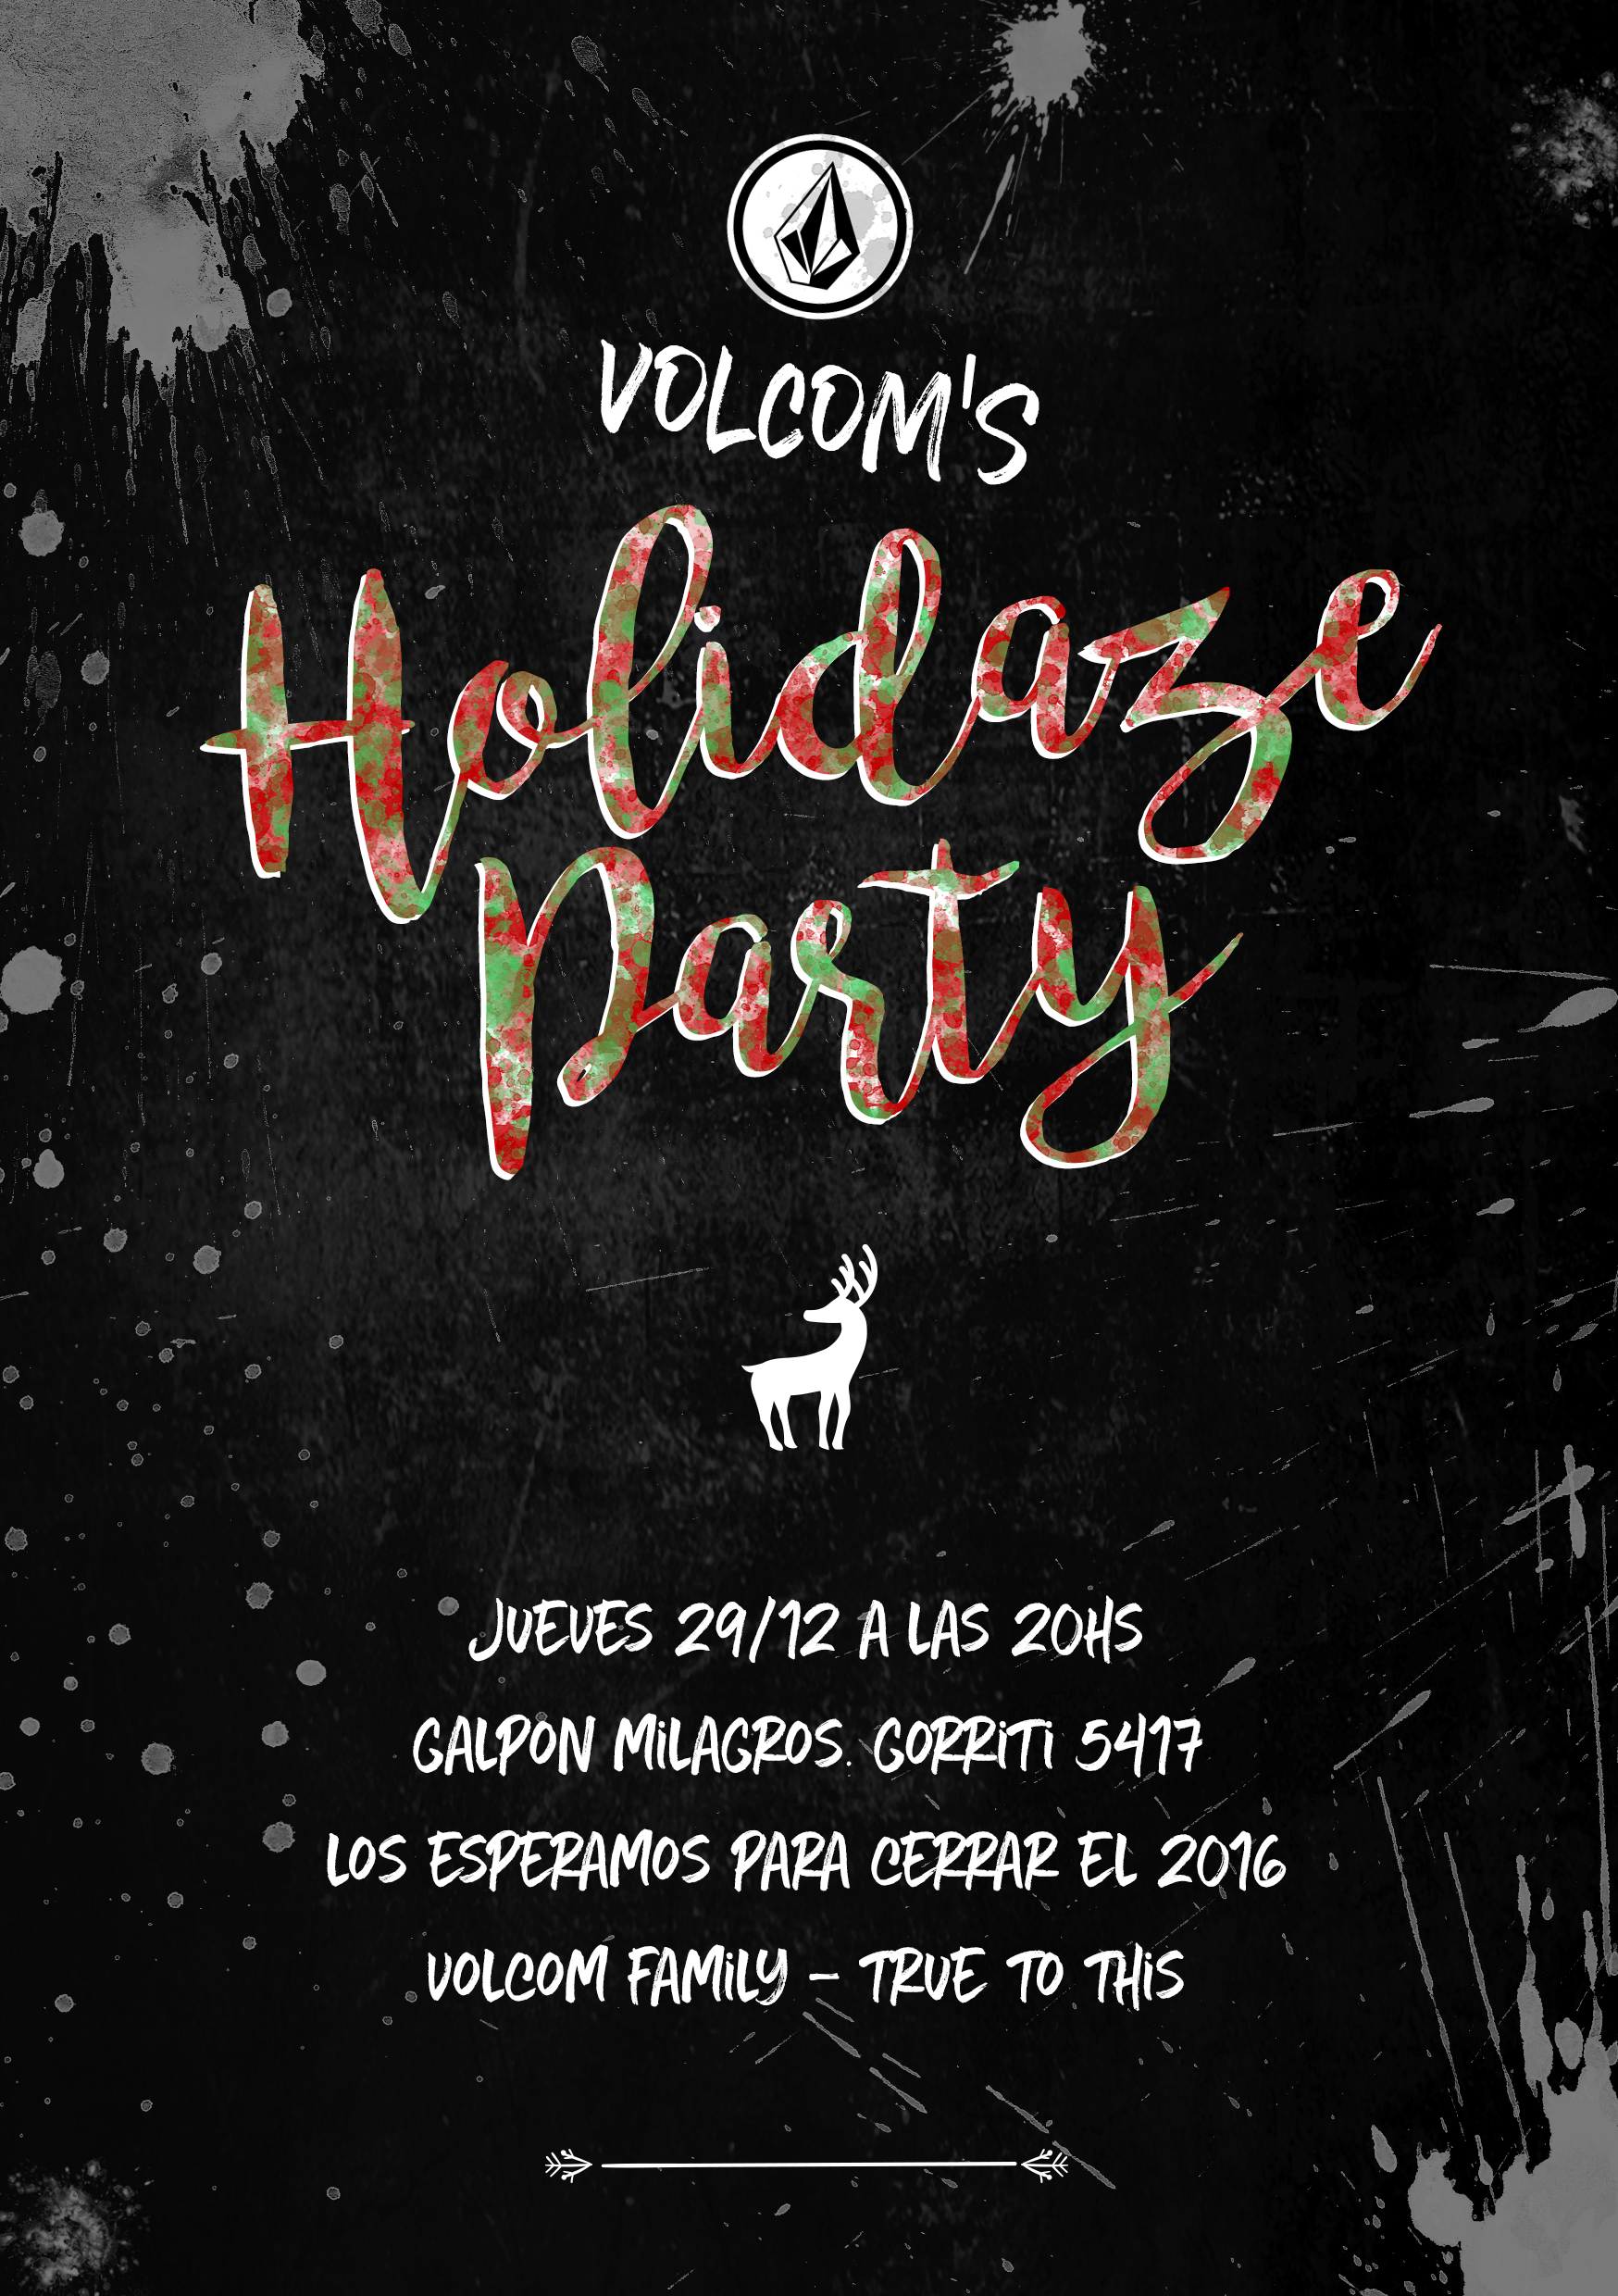 VOLCOM'S
Holidaze
Party
JUEVES 29/12 A LAS 20HS
GALPON MiLAGROS. GORRiTi 5417
LOS ESPERAMOS PARA CERRAR EL 2016
VOLCOM FAMiLY – TRUE TO THiS